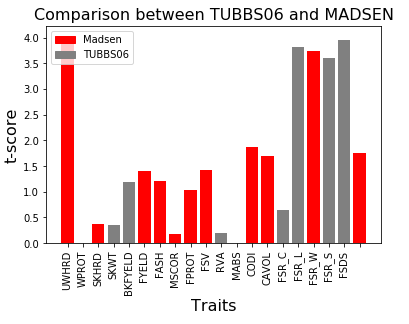 Comparison between TUBBS06 and MADSEN
Madsen
TUBBS06
t-score
4.0
3.5
3.0
2.5
2.0
1.5
1.0
0.5
0.0
UWHRD
WPROT
SKHRD
SKWT
BKFYELD
FYELD
FASH
MSCOR
FPROT
FSV
RVA
MABS
CODI
CAVOL
FSR_C
FSR_L
FSR_W
FSR_S
FSDS
Traits